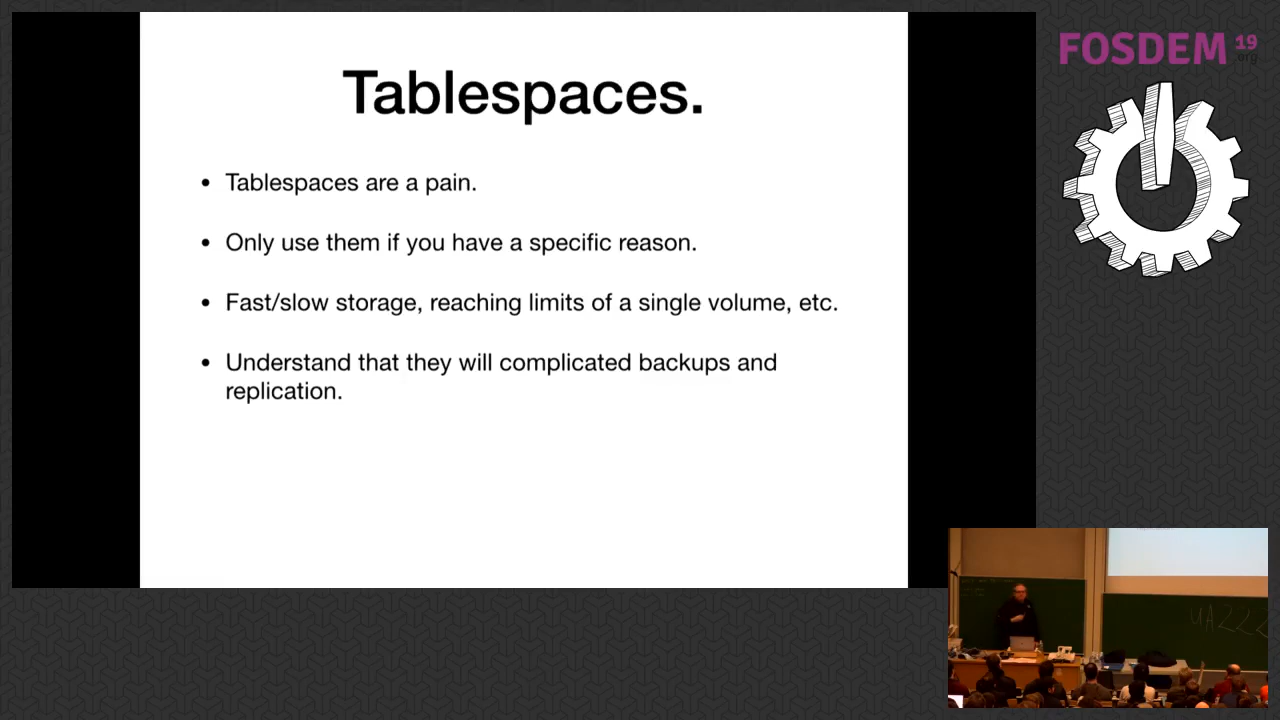 Tablespaces.
• Tablespaces are a pain.
• Only use them if you have a specific reason.
• Fast/slow storage, reaching limits of a single volume, etc.
• Understand that they will complicated backups and
replication.
FOSDEM 19
.org
UAZZZ